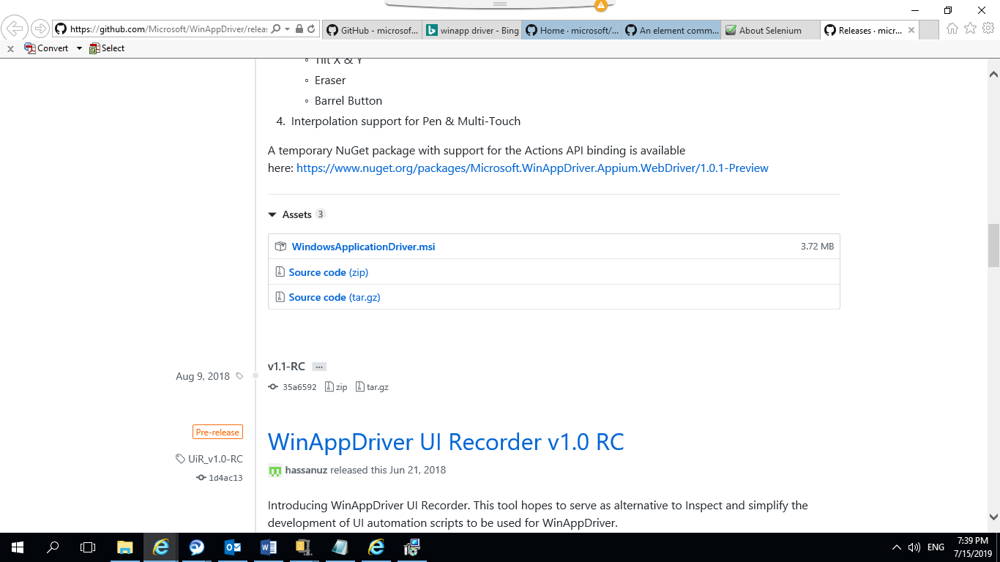 https://github.com/Microsoft/WinAppDriver/releas
GitHub - microsof...
winapp driver - Bing
Home · microsoft/...
An element comm...
About Selenium
Releases · micr...
x Convert Select
Tilt X & Y
Eraser
Barrel Button
4. Interpolation support for Pen & Multi-Touch
A temporary NuGet package with support for the Actions API binding is available
here: https://www.nuget.org/packages/Microsoft.WinAppDriver.Appium.WebDriver/1.0.1-Preview
Assets 3
WindowsApplicationDriver.msi 3.72 MB
Source code (zip)
Source code (tar.gz)
v1.1-RC ...
Aug 9, 2018
35a6592 zip tar.gz
Pre-release
WinAppDriver UI Recorder v1.0 RC
UiR_v1.0-RC
hassanuz released this Jun 21, 2018
1d4ac13
Introducing WinAppDriver UI Recorder. This tool hopes to serve as alternative to Inspect and simplify the
development of UI automation scripts to be used for WinAppDriver.
ENG
7:39 PM
7/15/2019